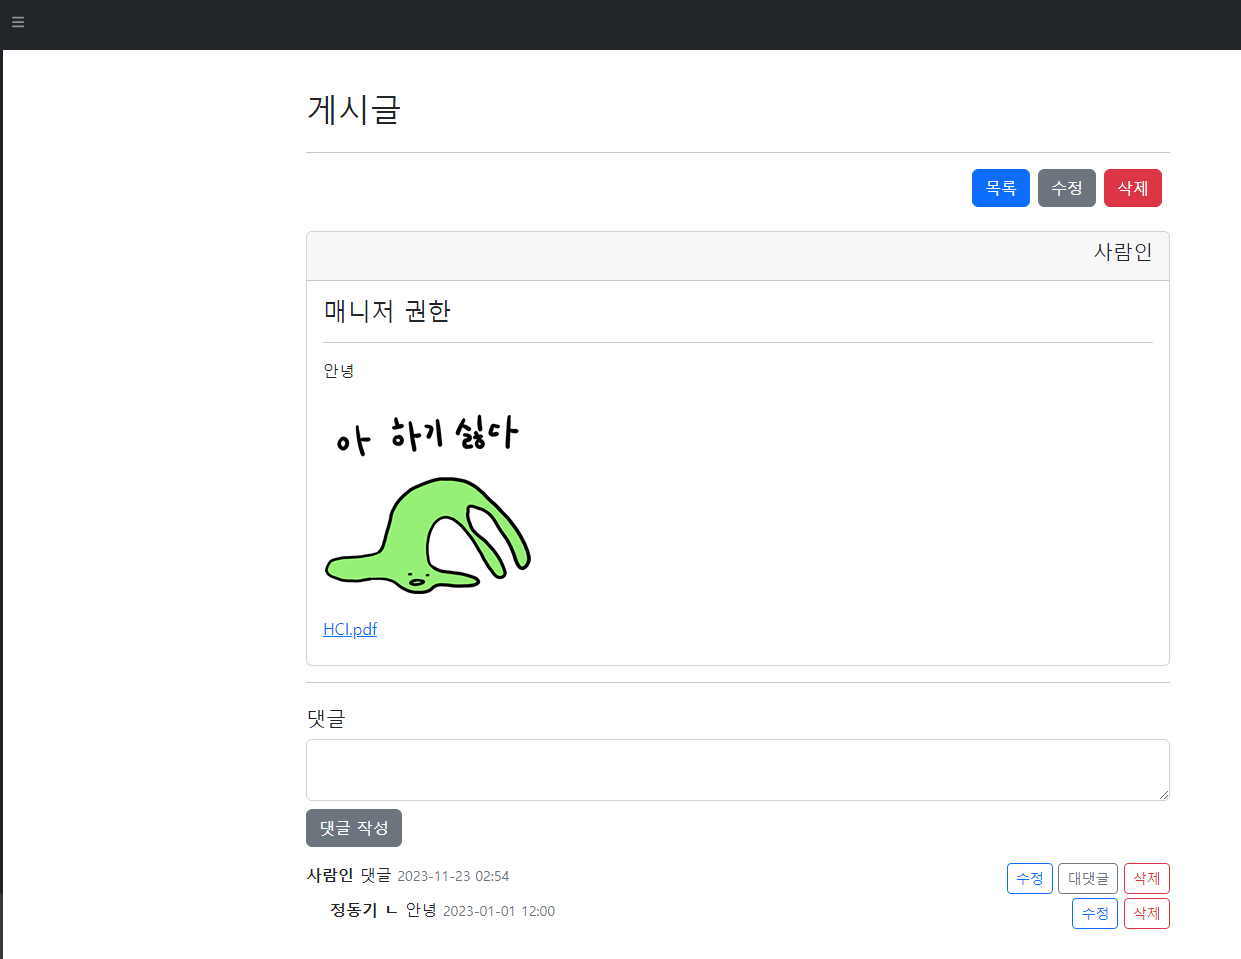 게시글
목록 수정 삭제
사람인
매니저 권한
안녕
아 하기 싫다
HCI.pdf
댓글
댓글 작성
사람인 댓글 2023-11-23 02:54 수정 대댓글 삭제
정동기 ㄴ 안녕 2023-01-01 12:00 수정 삭제